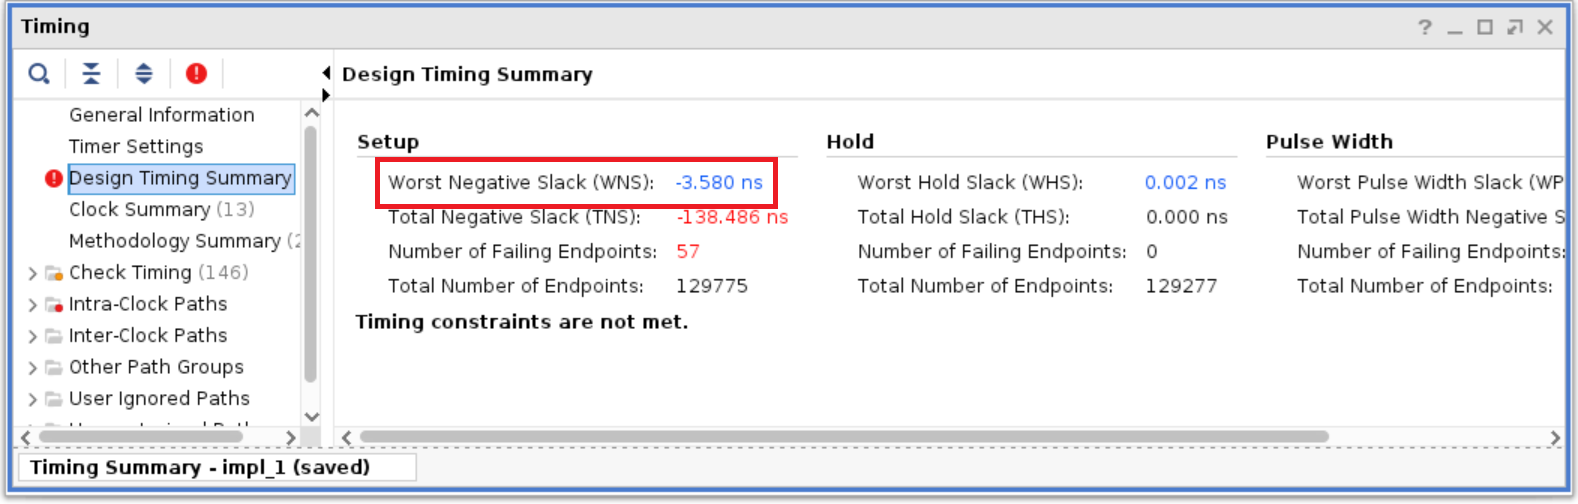 Timing
?
Design Timing Summary
General Information
Timer Settings
Design Timing Summary
Clock Summary (13)
Methodology Summary (2
Check Timing (146)
Intra-Clock Paths
Inter-Clock Paths
Other Path Groups
User Ignored Paths
Setup
Worst Negative Slack (WNS): -3.580 ns
Total Negative Slack (TNS): -138.486 ns
Number of Failing Endpoints: 57
Total Number of Endpoints: 129775
Hold
Worst Hold Slack (WHS): 0.002 ns
Total Hold Slack (THS): 0.000 ns
Number of Failing Endpoints: 0
Total Number of Endpoints: 129277
Pulse Width
Worst Pulse Width Slack (WP
Total Pulse Width Negative S
Number of Failing Endpoints:
Total Number of Endpoints:
Timing constraints are not met.
Timing Summary - impl_1 (saved)